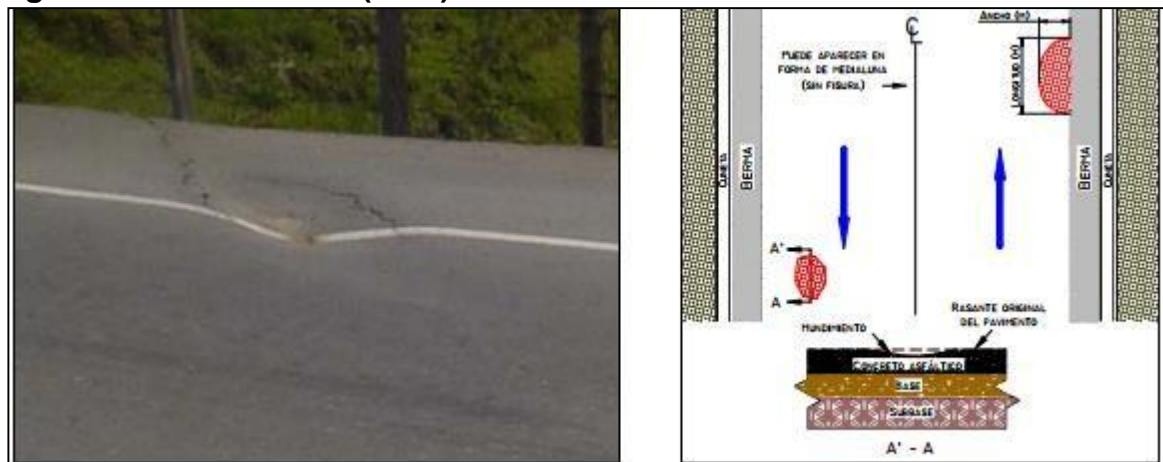 ANCHO (M)
LONGITUD (M)
PUEDE APARECER EN
FORMA DE MEDIALUNA
(SIN FISURA)
CUNETA
BERMA
BERMA
CUNETA
A'
A
HUNDIMIENTO
RASANTE ORIGINAL
DEL PAVIMENTO
CONCRETO ASFÁLTICO
BASE
SUBBASE
A' - A